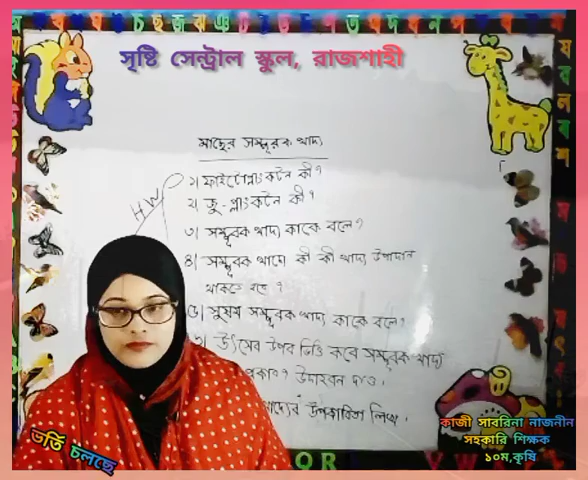 সৃষ্টি সেন্ট্রাল স্কুল, রাজশাহী
মাছের সম্পূরক খাদ্য
HW
১। ফাইটোপ্লাংকটন কী?
২। জু-প্লাংকটন কী?
৩। সম্পূরক খাদ্য কাকে বলে?
৪। সম্পূরক খাদ্যে কী কী খাদ্য উপাদান
থাকতে হবে?
৫। সুষম সম্পূরক খাদ্য কাকে বলে?
উৎসের উপর ভিত্তি করে সম্পূরক খাদ্য
প্রকার? উদাহরন দাও।
খাদ্যের উপকারিতা লিখ।
কাজী সাবরিনা নাজনীন
সহকারি শিক্ষক
১০ম,কৃষি
ভর্তি চলছে